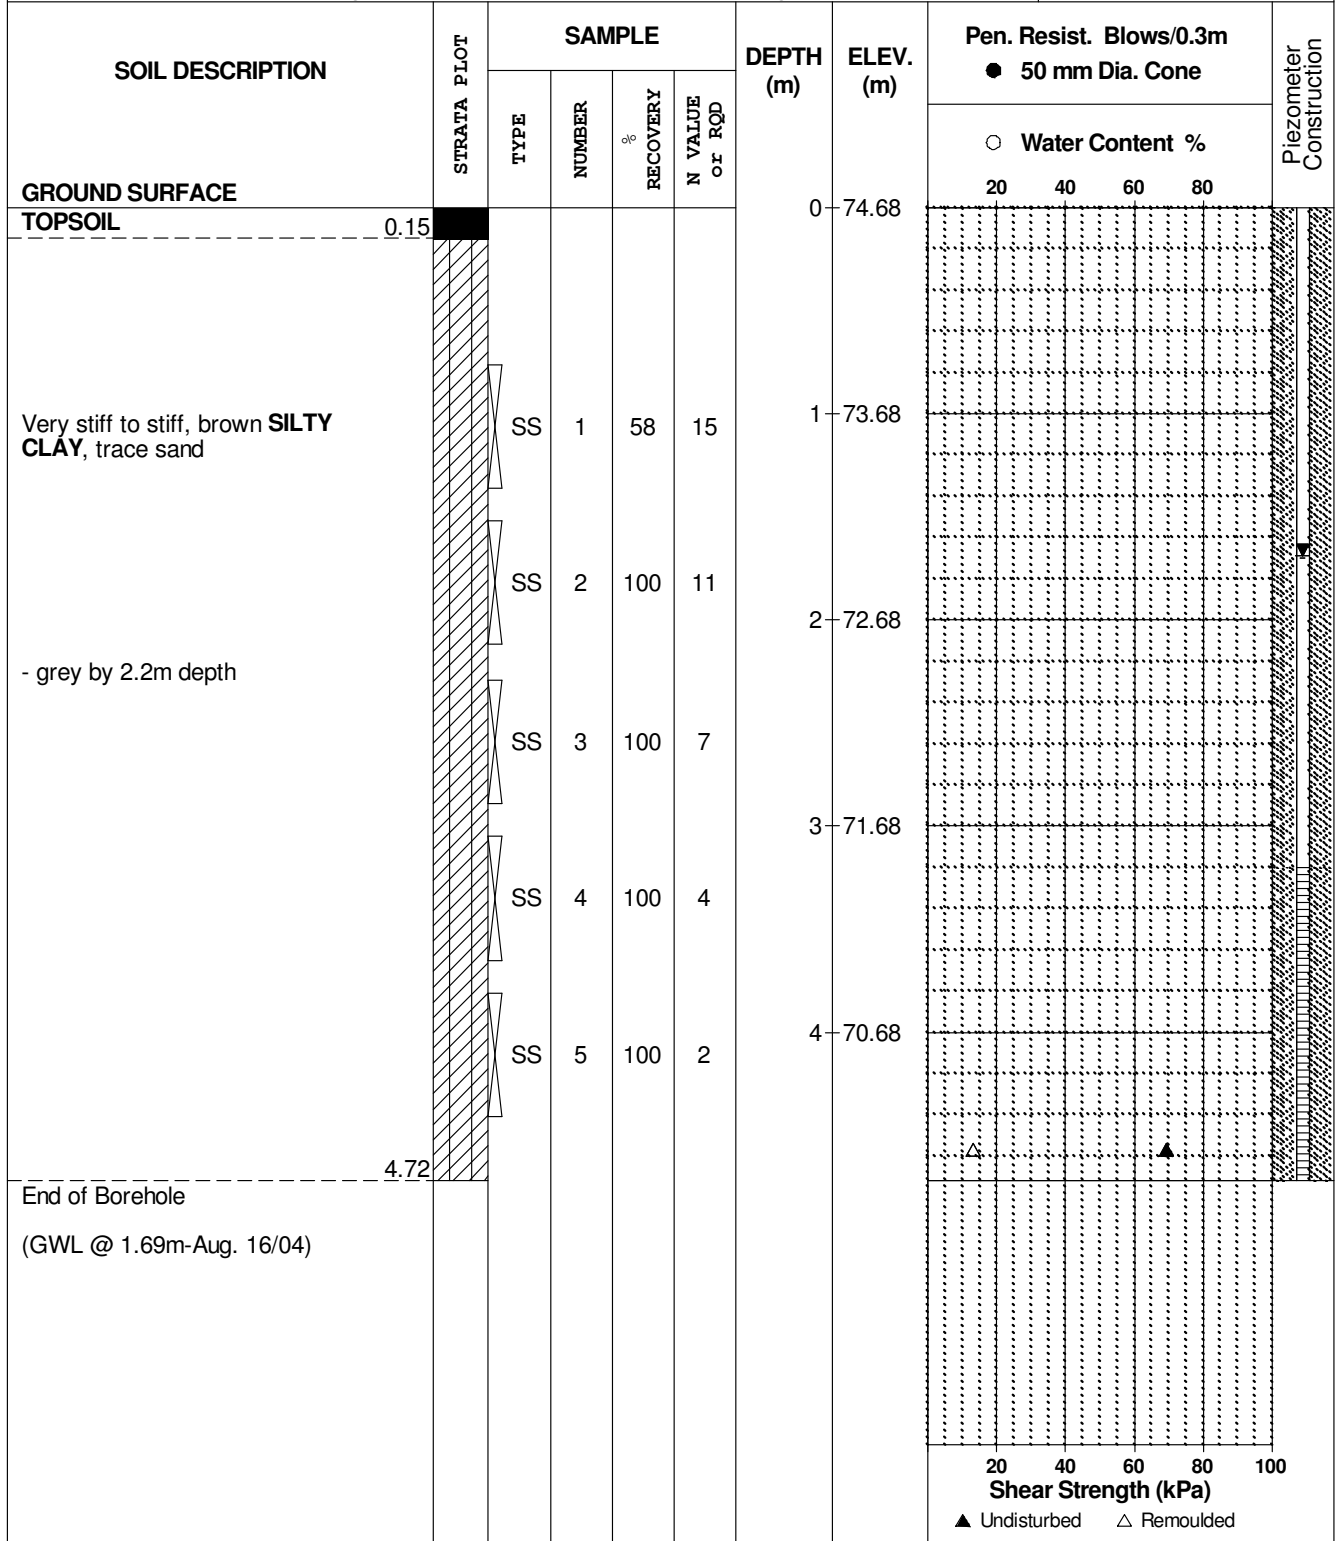 SOIL DESCRIPTION
STRATA PLOT
SAMPLE
TYPE
NUMBER
%
RECOVERY
N VALUE
or RQD
DEPTH
(m)
ELEV.
(m)
Pen. Resist. Blows/0.3m
● 50 mm Dia. Cone
○ Water Content %
20 40 60 80
Piezometer
Construction
GROUND SURFACE
TOPSOIL 0.15
0 74.68
Very stiff to stiff, brown SILTY
CLAY, trace sand
SS 1 58 15
1 73.68
SS 2 100 11
2 72.68
- grey by 2.2m depth
SS 3 100 7
3 71.68
SS 4 100 4
4 70.68
SS 5 100 2
4.72
End of Borehole
(GWL @ 1.69m-Aug. 16/04)
20 40 60 80 100
Shear Strength (kPa)
▲ Undisturbed △ Remoulded